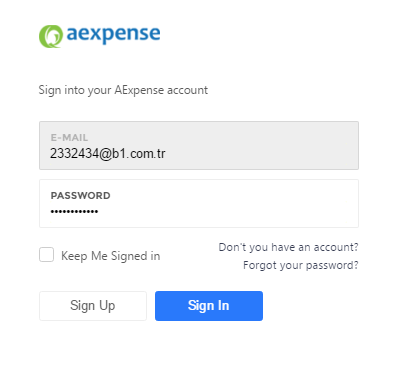 aexpense
Sign into your AExpense account
E-MAIL
2332434@b1.com.tr
PASSWORD
••••••••••••
Keep Me Signed in
Don't you have an account?
Forgot your password?
Sign Up
Sign In